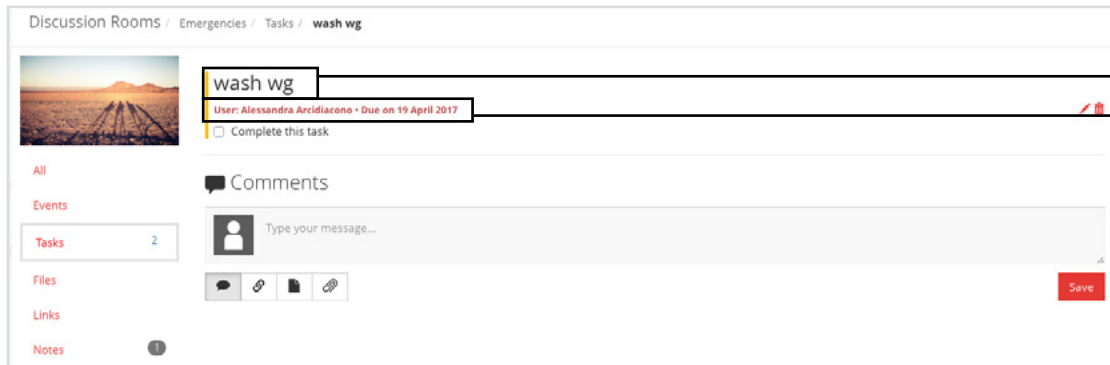 Discussion Rooms / Emergencies / Tasks / wash wg
wash wg
User: Alessandra Arcidiacono • Due on 19 April 2017
Complete this task
All
Events
Tasks 2
Files
Links
Notes 1
Comments
Type your message...
Save